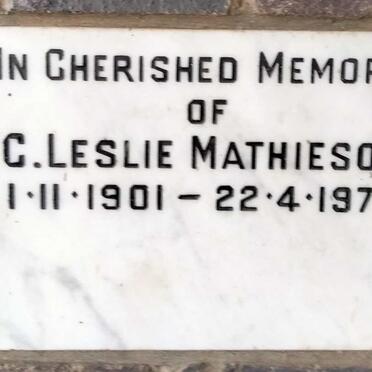 IN CHERISHED MEMOR
OF
C. LESLIE MATHIESO
1·11·1901 – 22·4·197